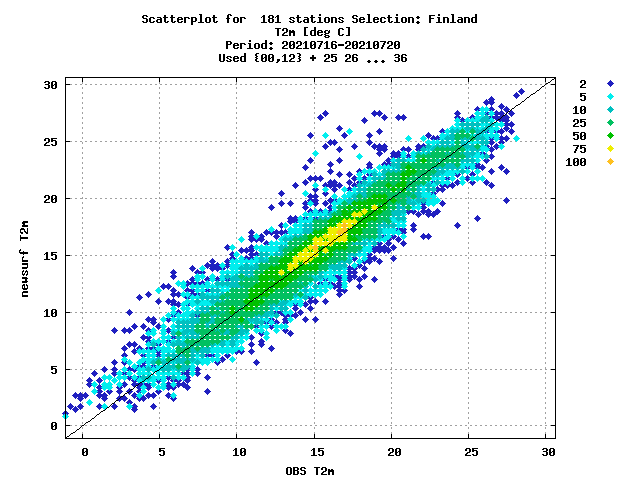 Scatterplot for  181 stations Selection: Finland
T2m [deg C]
Period: 20210716-20210720
Used {00,12} + 25 26 ... 36
newsurf T2m
30
25
20
15
10
5
0
0 5 10 15 20 25 30
OBS T2m
2
5
10
25
50
75
100